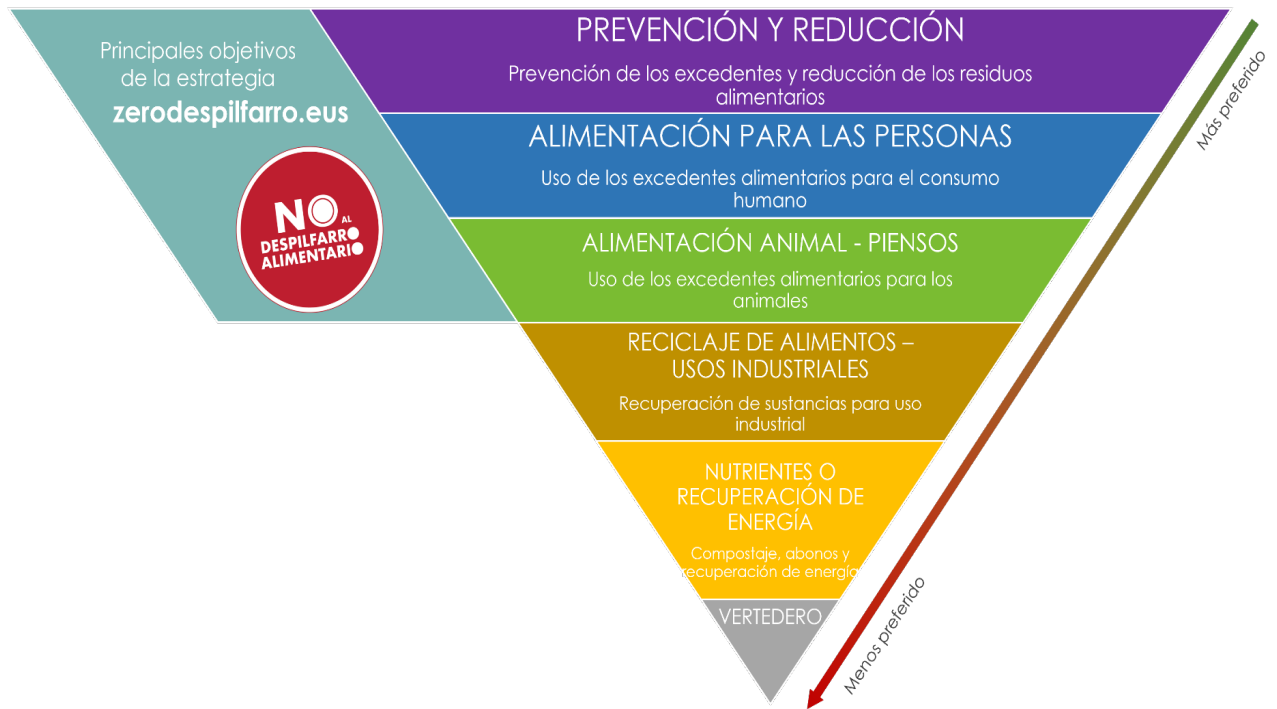 Principales objetivos
de la estrategia
zerodespilfarro.eus
NO AL
DESPILFARRO
ALIMENTARIO
PREVENCIÓN Y REDUCCIÓN
Prevención de los excedentes y reducción de los residuos
alimentarios
ALIMENTACIÓN PARA LAS PERSONAS
Uso de los excedentes alimentarios para el consumo
humano
ALIMENTACIÓN ANIMAL - PIENSOS
Uso de los excedentes alimentarios para los
animales
RECICLAJE DE ALIMENTOS –
USOS INDUSTRIALES
Recuperación de sustancias para uso
industrial
NUTRIENTES O
RECUPERACIÓN DE
ENERGÍA
Compostaje, abonos y
recuperación de energía
VERTEDERO
Más preferido
Menos preferido